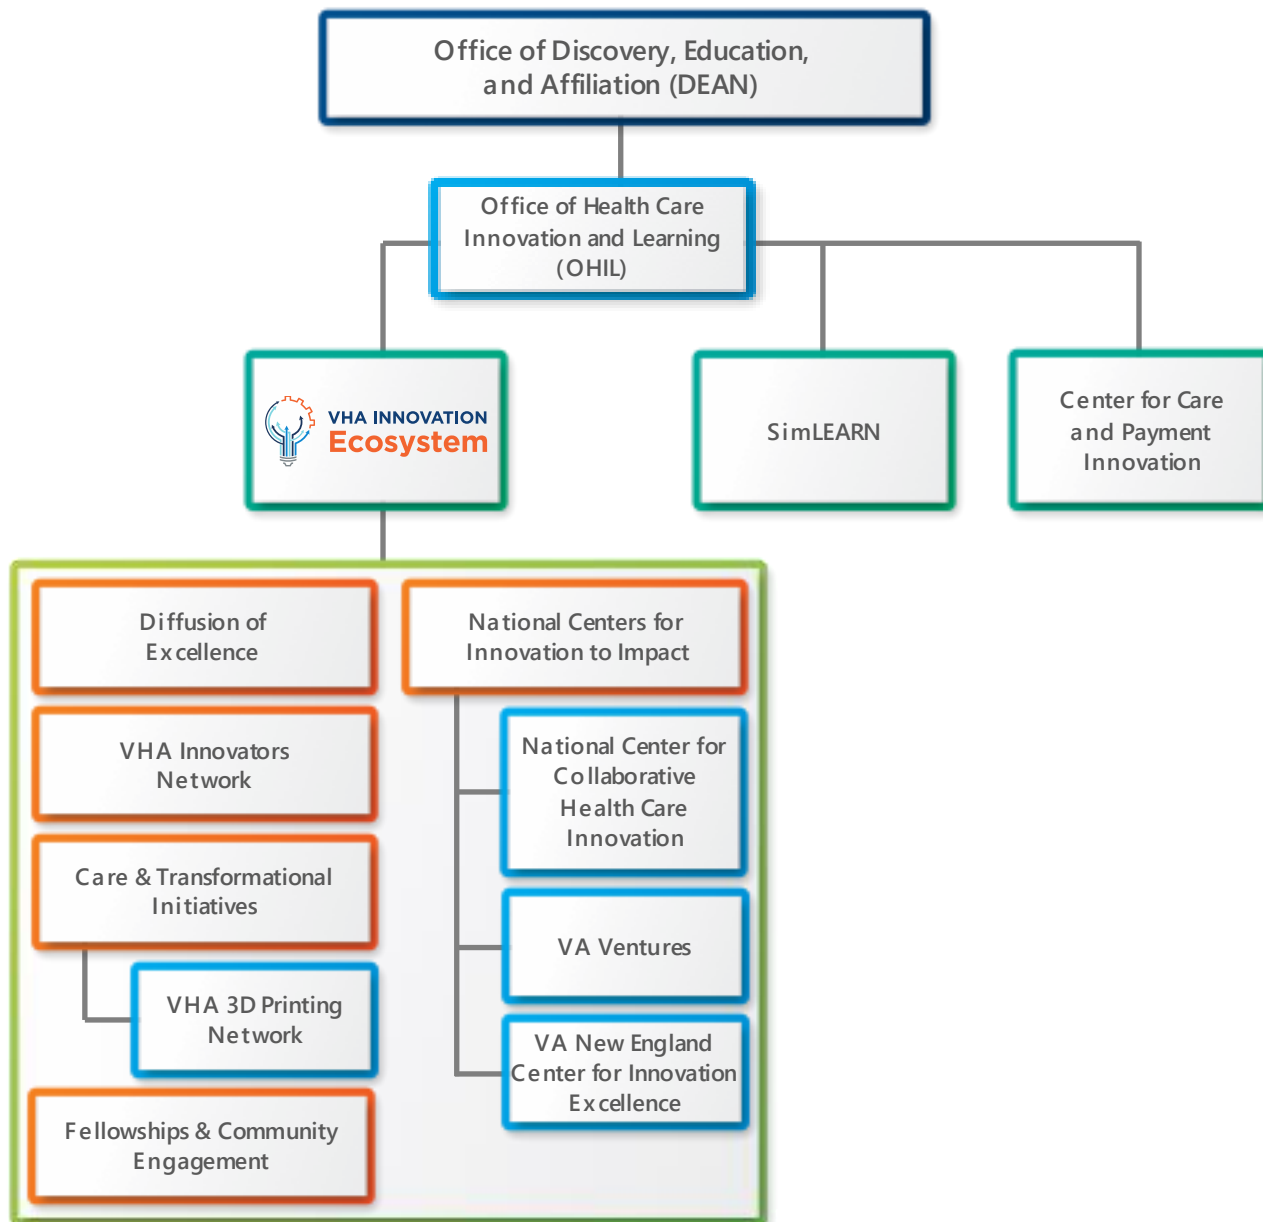 Office of Discovery, Education,
and Affiliation (DEAN)
Office of Health Care
Innovation and Learning
(OHIL)
VHA INNOVATION
Ecosystem
SimLEARN
Center for Care
and Payment
Innovation
Diffusion of
Excellence
National Centers for
Innovation to Impact
VHA Innovators
Network
National Center for
Collaborative
Health Care
Innovation
Care & Transformational
Initiatives
VA Ventures
VHA 3D Printing
Network
VA New England
Center for Innovation
Excellence
Fellowships & Community
Engagement